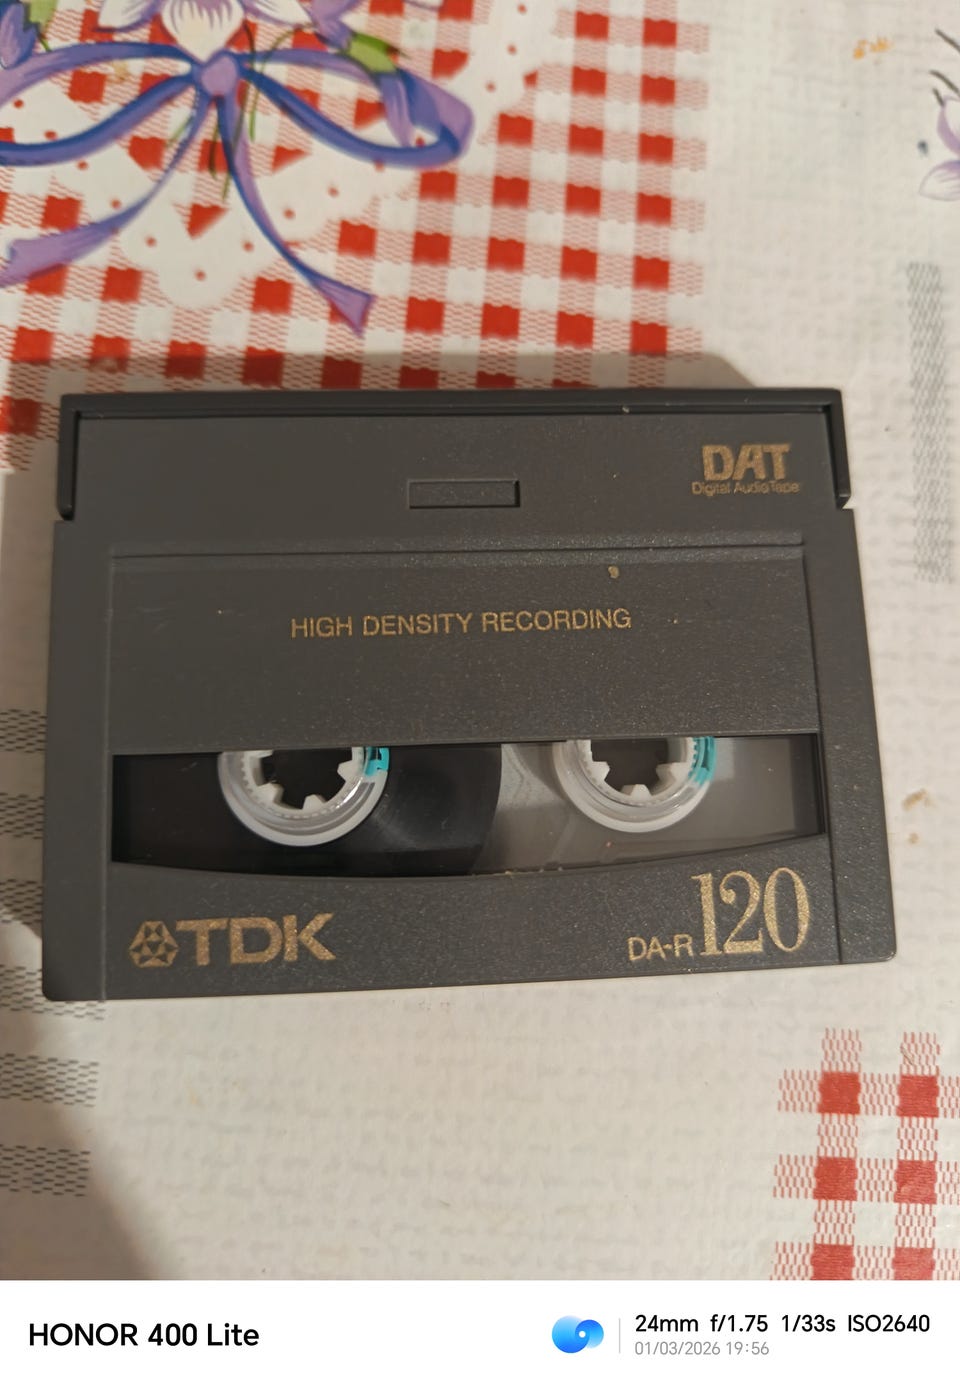 DAT
Digital Audio Tape
HIGH DENSITY RECORDING
TDK
DA-R 120
HONOR 400 Lite
24mm f/1.75 1/33s ISO2640
01/03/2026 19:56